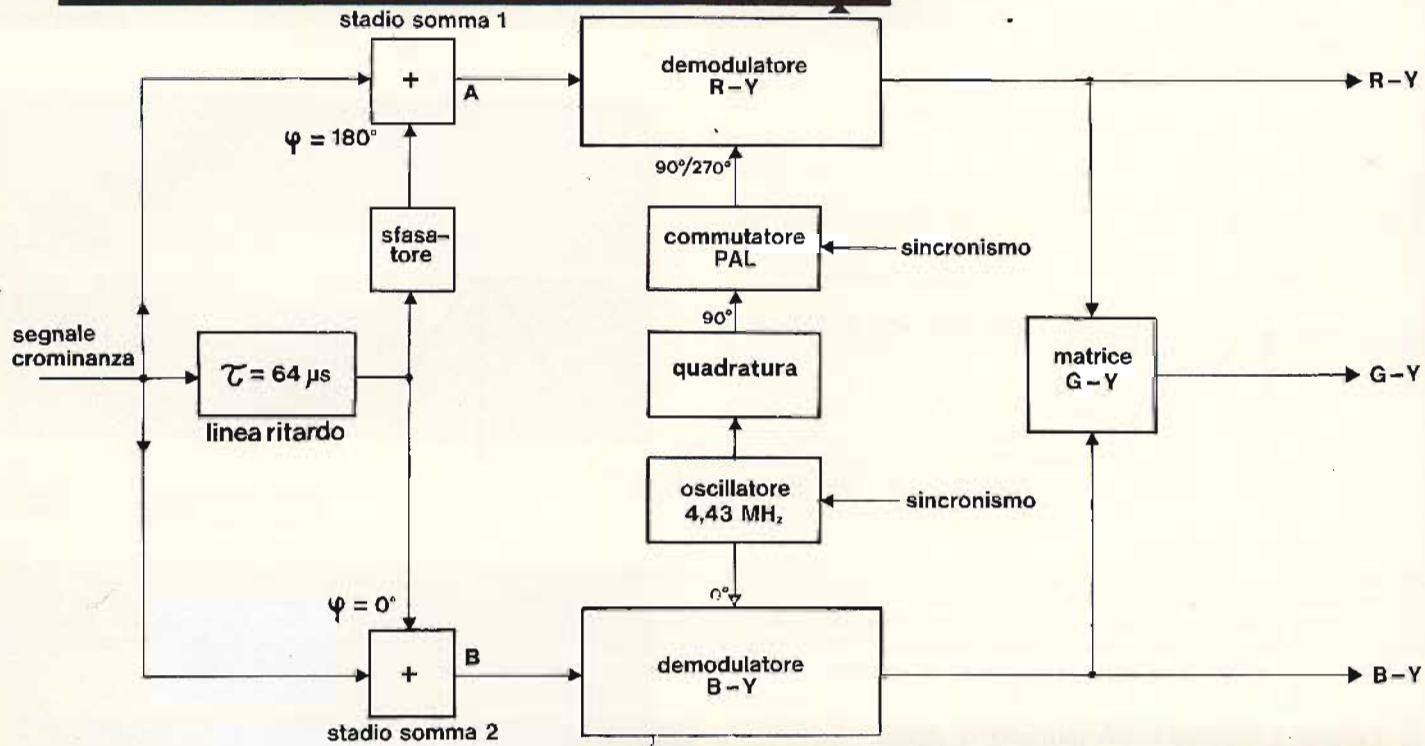 stadio somma 1
+
A
φ = 180°
demodulatore
R–Y
R–Y
90°/270°
sfasa–
tore
commutatore
PAL
sincronismo
90°
segnale
crominanza
τ = 64 µs
linea ritardo
quadratura
matrice
G–Y
G–Y
oscillatore
4,43 MHz
sincronismo
φ = 0°
0°
+
B
stadio somma 2
demodulatore
B–Y
B–Y